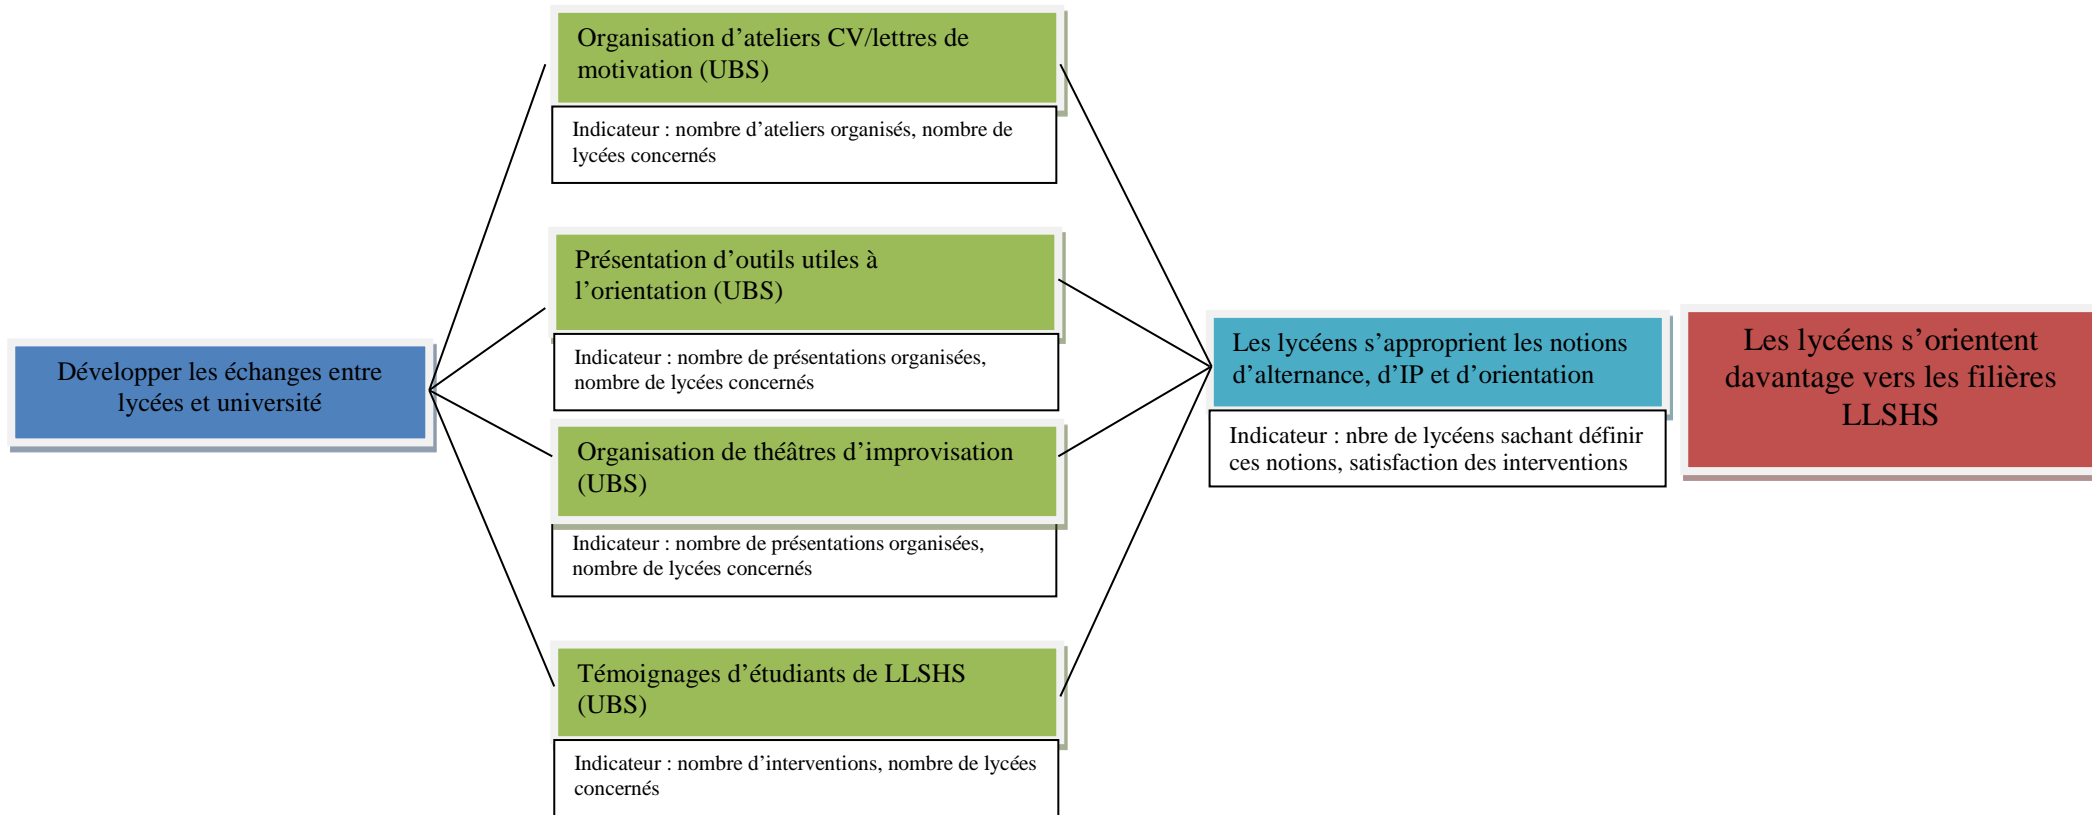 Développer les échanges entre
lycées et université
Organisation d’ateliers CV/lettres de
motivation (UBS)
Indicateur : nombre d’ateliers organisés, nombre de
lycées concernés
Présentation d’outils utiles à
l’orientation (UBS)
Indicateur : nombre de présentations organisées,
nombre de lycées concernés
Organisation de théâtres d’improvisation
(UBS)
Indicateur : nombre de présentations organisées,
nombre de lycées concernés
Témoignages d’étudiants de LLSHS
(UBS)
Indicateur : nombre d’interventions, nombre de lycées
concernés
Les lycéens s’approprient les notions
d’alternance, d’IP et d’orientation
Indicateur : nbre de lycéens sachant définir
ces notions, satisfaction des interventions
Les lycéens s’orientent
davantage vers les filières
LLSHS